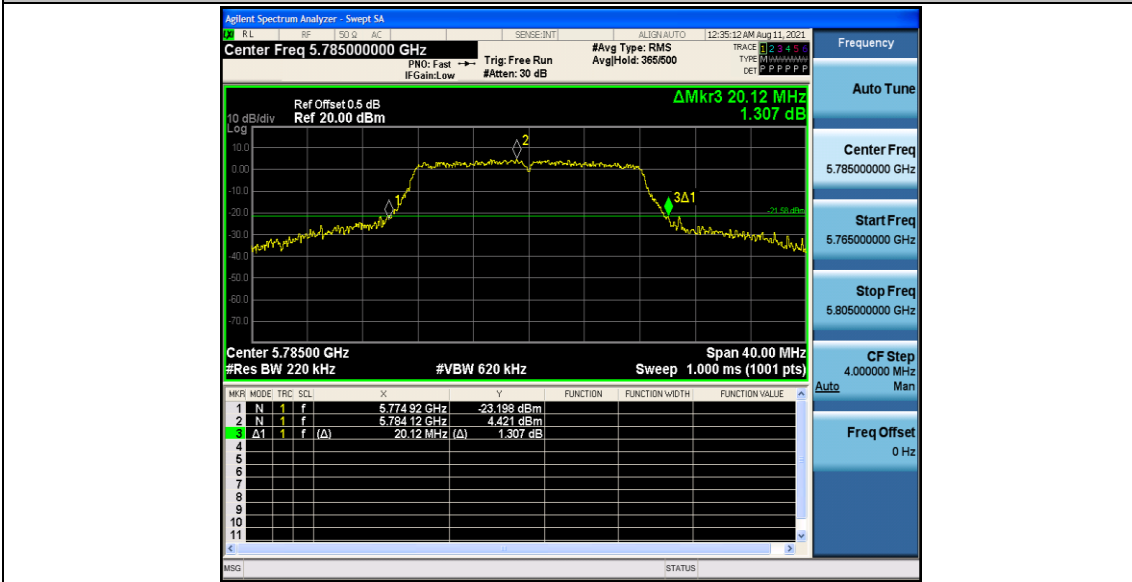 Agilent Spectrum Analyzer - Swept SA
LXI RL RF 50 Ω AC SENSE:INT ALIGN AUTO 12:35:12 AM Aug 11, 2021
Center Freq 5.785000000 GHz
PNO: Fast
IFGain:Low
Trig: Free Run
#Atten: 30 dB
#Avg Type: RMS
Avg|Hold: 365/500
TRACE 1 2 3 4 5 6
TYPE M W W W W W
DET P P P P P P
Frequency
Auto Tune
Center Freq
5.785000000 GHz
Start Freq
5.765000000 GHz
Stop Freq
5.805000000 GHz
CF Step
4.000000 MHz
Auto Man
Freq Offset
0 Hz
Ref Offset 0.5 dB
10 dB/div Ref 20.00 dBm
Log
ΔMkr3 20.12 MHz
1.307 dB
10.0
0.00
-10.0
-20.0
-30.0
-40.0
-50.0
-60.0
-70.0
1
2
3Δ1
-21.58 dBm
Center 5.78500 GHz Span 40.00 MHz
#Res BW 220 kHz #VBW 620 kHz Sweep 1.000 ms (1001 pts)
MKR MODE TRC SCL X Y FUNCTION FUNCTION WIDTH FUNCTION VALUE
1 N 1 f 5.774 92 GHz -23.198 dBm
2 N 1 f 5.784 12 GHz 4.421 dBm
3 Δ1 1 f (Δ) 20.12 MHz (Δ) 1.307 dB
4
5
6
7
8
9
10
11
MSG STATUS